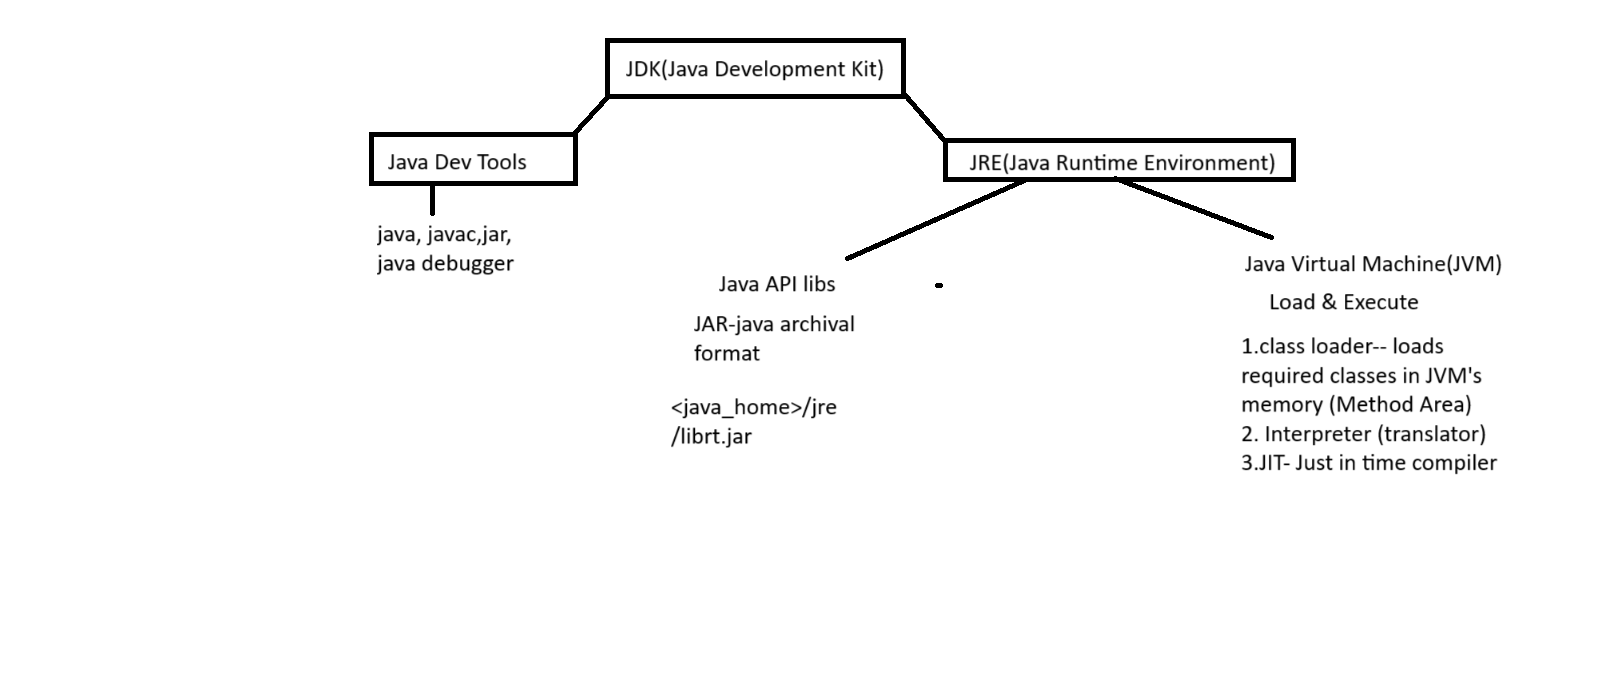 JDK(Java Development Kit)
Java Dev Tools
JRE(Java Runtime Environment)
java, javac,jar,
java debugger
Java API libs
JAR-java archival
format
<java_home>/jre
/librt.jar
Java Virtual Machine(JVM)
Load & Execute
1.class loader-- loads
required classes in JVM's
memory (Method Area)
2. Interpreter (translator)
3.JIT- Just in time compiler